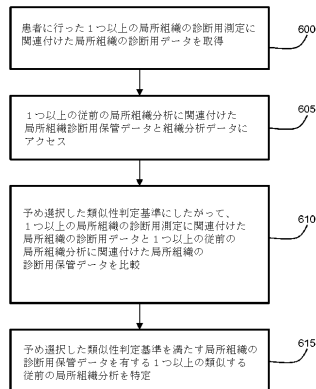 患者に行った１つ以上の局所組織の診断用測定に
関連付けた局所組織の診断用データを取得
600
１つ以上の従前の局所組織分析に関連付けた
局所組織診断用保管データと組織分析データに
アクセス
605
予め選択した類似性判定基準にしたがって、
１つ以上の局所組織の診断用測定に関連付けた
局所組織の診断用データと１つ以上の従前の
局所組織分析に関連付けた局所組織の
診断用保管データを比較
610
予め選択した類似性判定基準を満たす局所組織の
診断用保管データを有する１つ以上の類似する
従前の局所組織分析を特定
615